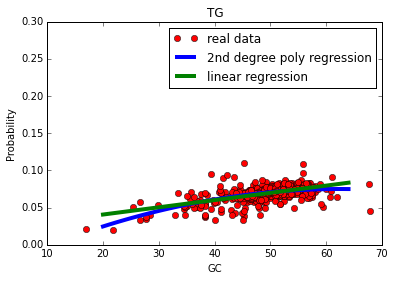 TG
0.30
0.25
0.20
0.15
0.10
0.05
0.00
Probability
real data
2nd degree poly regression
linear regression
10 20 30 40 50 60 70
GC